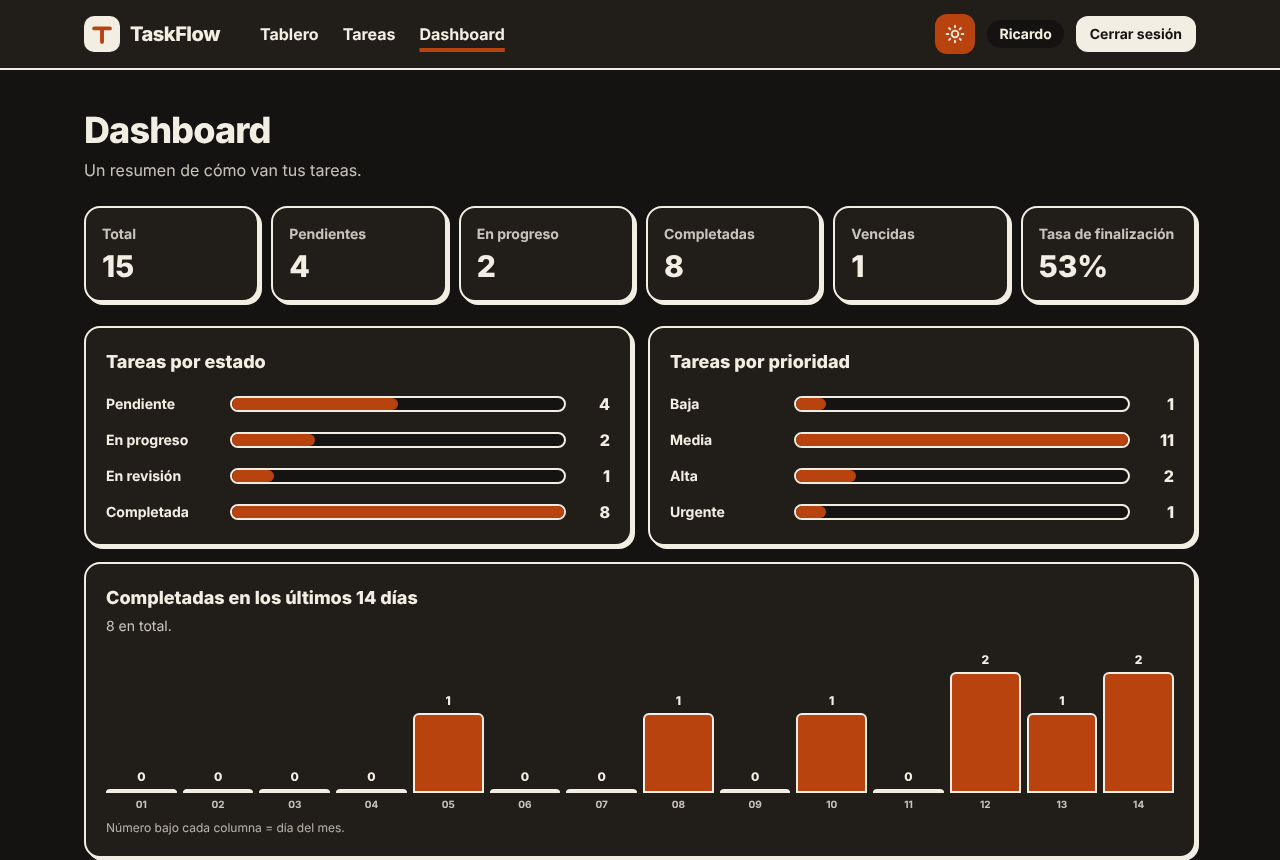 TaskFlow Tablero Tareas Dashboard Ricardo Cerrar sesión
Dashboard
Un resumen de cómo van tus tareas.
Total
15
Pendientes
4
En progreso
2
Completadas
8
Vencidas
1
Tasa de finalización
53%
Tareas por estado
Pendiente 4
En progreso 2
En revisión 1
Completada 8
Tareas por prioridad
Baja 1
Media 11
Alta 2
Urgente 1
Completadas en los últimos 14 días
8 en total.
0 0 0 0 1 0 0 1 0 1 0 2 1 2
01 02 03 04 05 06 07 08 09 10 11 12 13 14
Número bajo cada columna = día del mes.